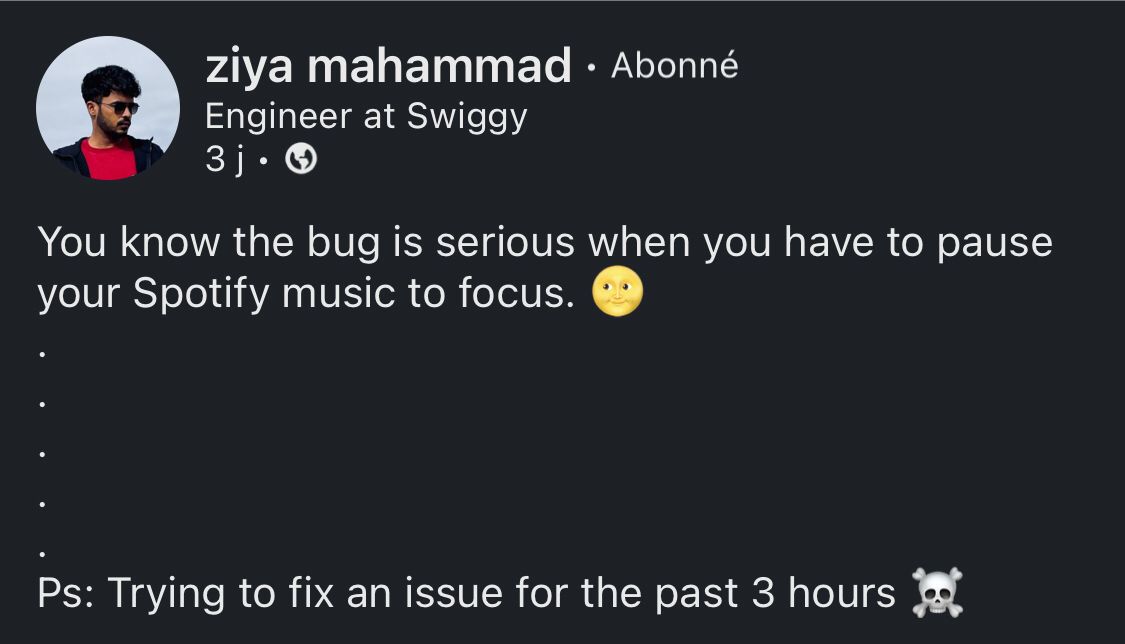 ziya mahammad • Abonné
Engineer at Swiggy
3 j •
You know the bug is serious when you have to pause
your Spotify music to focus. 🌝
.
.
.
.
.
Ps: Trying to fix an issue for the past 3 hours ☠️